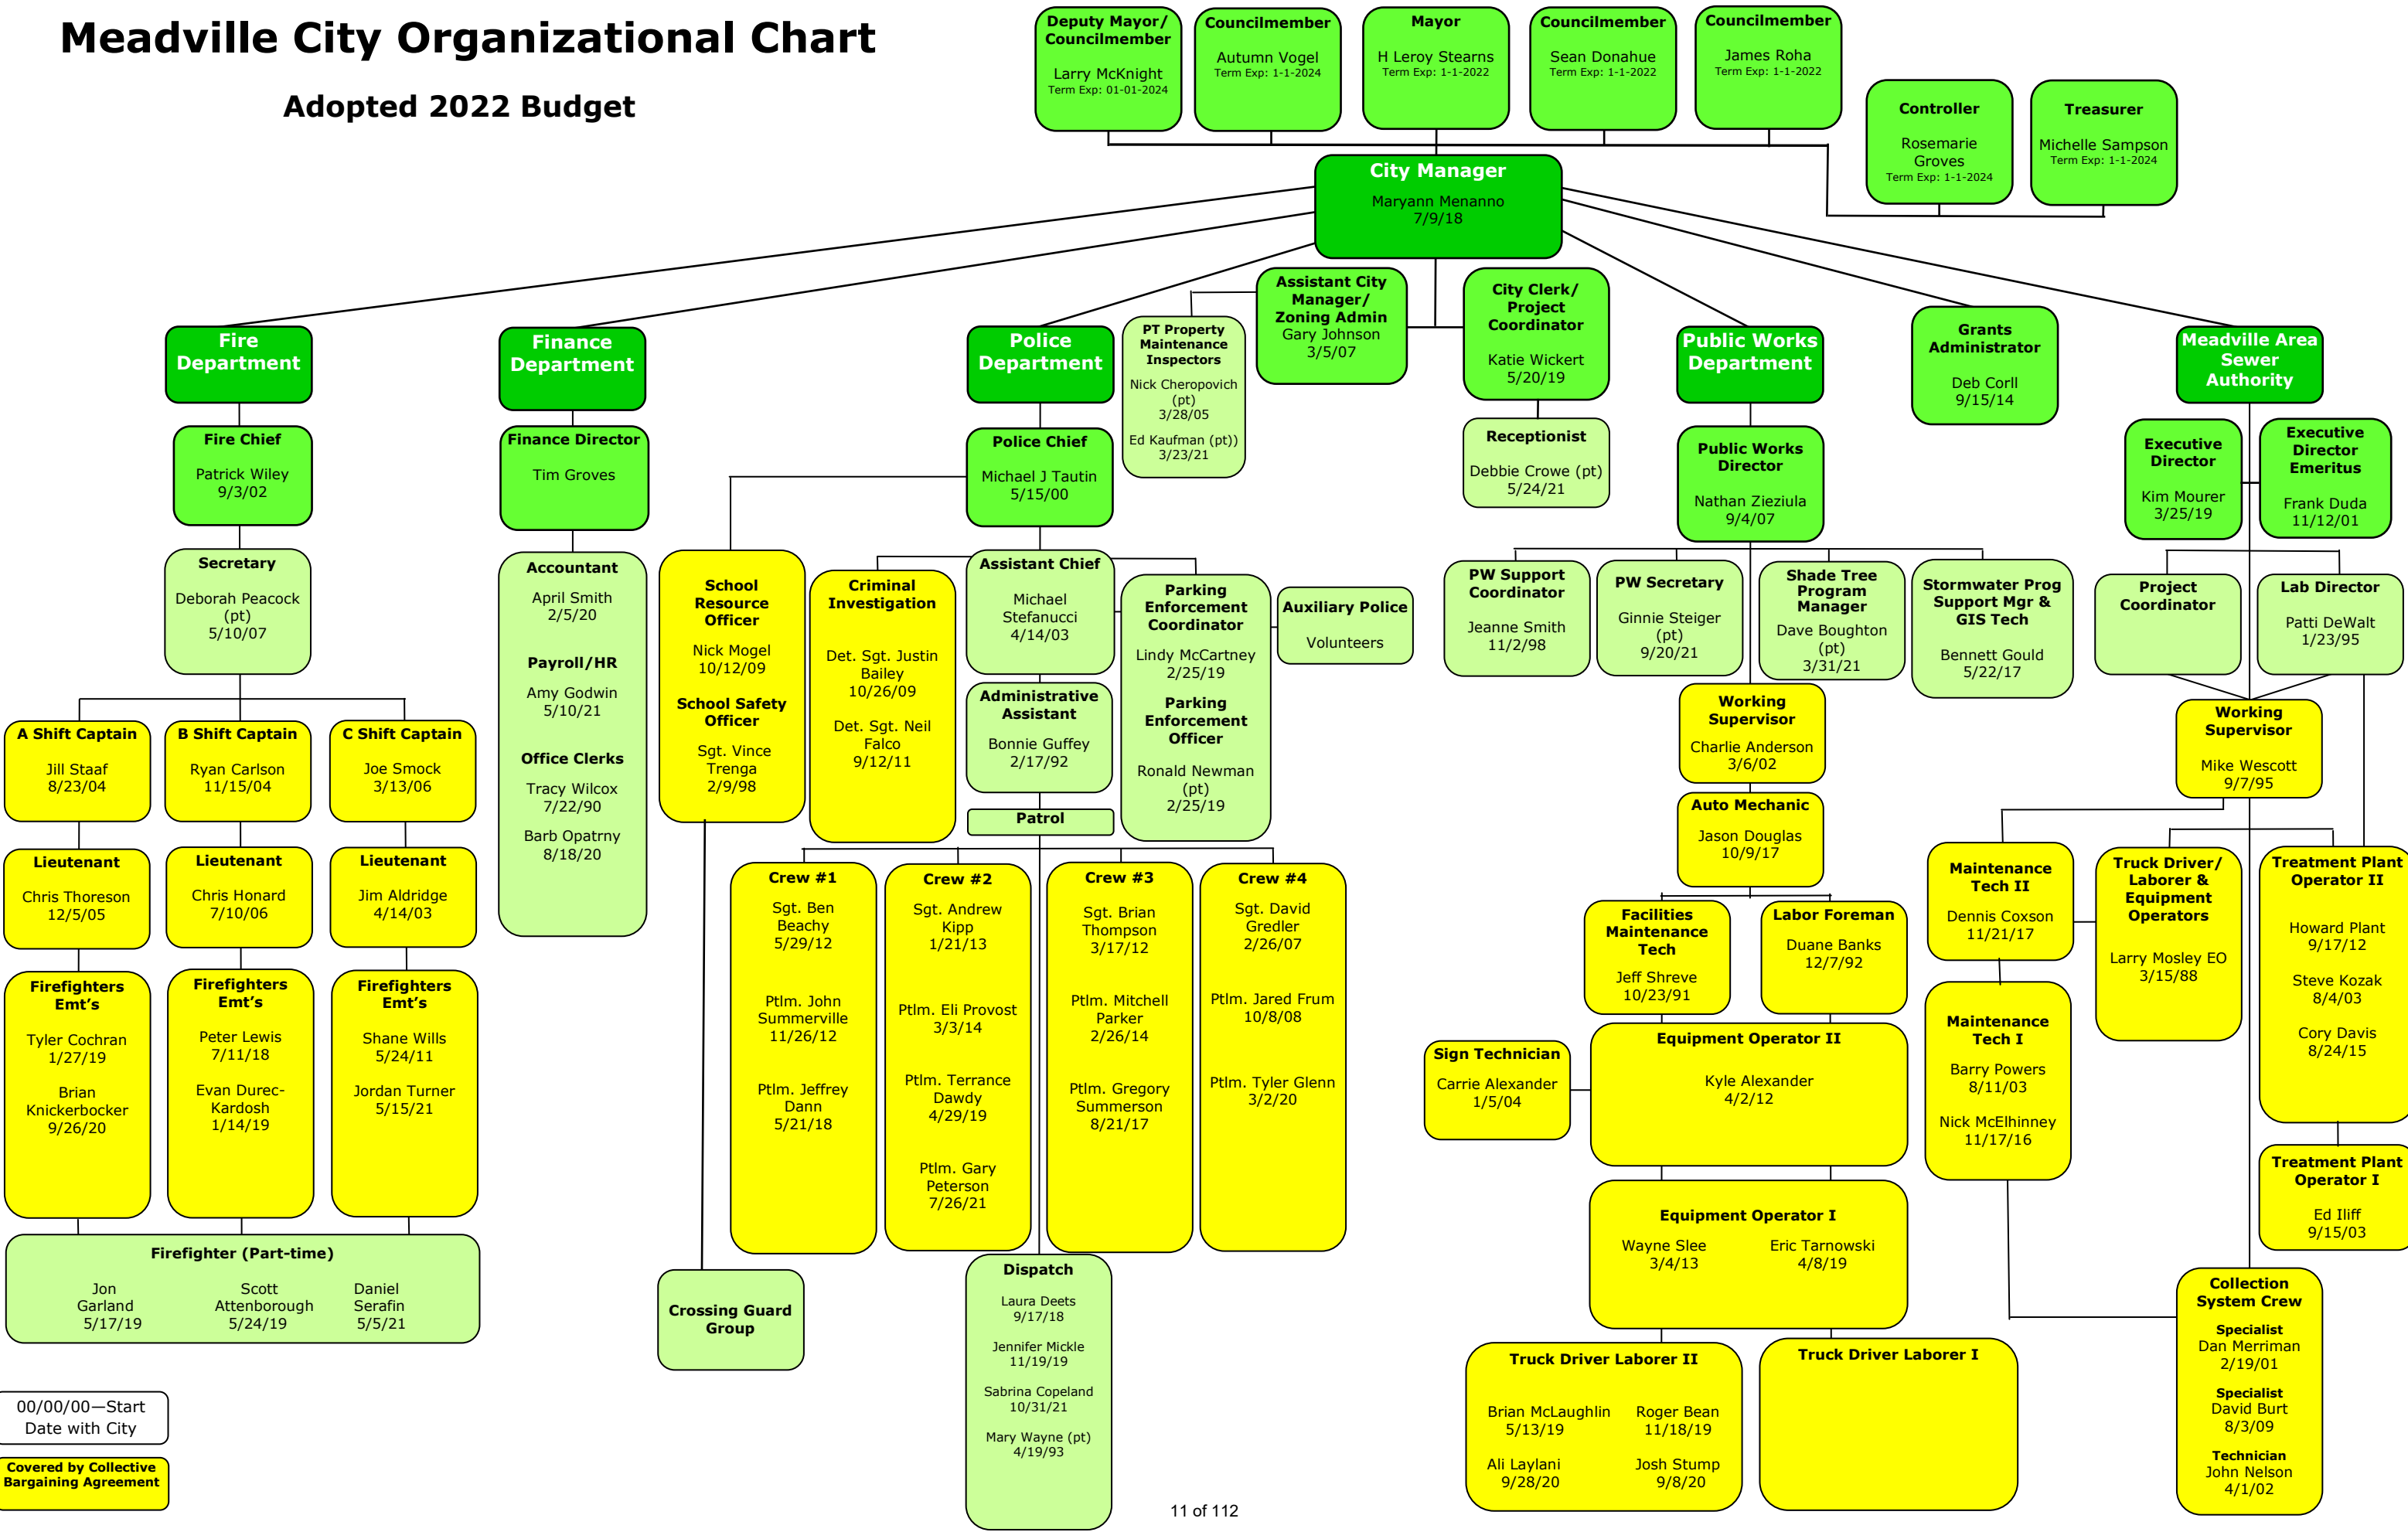 Meadville City Organizational Chart
Adopted 2022 Budget
Deputy Mayor/
Councilmember
Larry McKnight
Term Exp: 01-01-2024
Councilmember
Autumn Vogel
Term Exp: 1-1-2024
Mayor
H Leroy Stearns
Term Exp: 1-1-2022
Councilmember
Sean Donahue
Term Exp: 1-1-2022
Councilmember
James Roha
Term Exp: 1-1-2022
Controller
Rosemarie
Groves
Term Exp: 1-1-2024
Treasurer
Michelle Sampson
Term Exp: 1-1-2024
City Manager
Maryann Menanno
7/9/18
Assistant City
Manager/
Zoning Admin
Gary Johnson
3/5/07
City Clerk/
Project
Coordinator
Katie Wickert
5/20/19
PT Property
Maintenance
Inspectors
Nick Cheropovich
(pt)
3/28/05
Ed Kaufman (pt))
3/23/21
Receptionist
Debbie Crowe (pt)
5/24/21
Grants
Administrator
Deb Corll
9/15/14
Fire
Department
Fire Chief
Patrick Wiley
9/3/02
Secretary
Deborah Peacock
(pt)
5/10/07
A Shift Captain
Jill Staaf
8/23/04
B Shift Captain
Ryan Carlson
11/15/04
C Shift Captain
Joe Smock
3/13/06
Lieutenant
Chris Thoreson
12/5/05
Lieutenant
Chris Honard
7/10/06
Lieutenant
Jim Aldridge
4/14/03
Firefighters
Emt's
Tyler Cochran
1/27/19
Brian
Knickerbocker
9/26/20
Firefighters
Emt's
Peter Lewis
7/11/18
Evan Durec-
Kardosh
1/14/19
Firefighters
Emt's
Shane Wills
5/24/11
Jordan Turner
5/15/21
Firefighter (Part-time)
Jon
Garland
5/17/19
Scott
Attenborough
5/24/19
Daniel
Serafin
5/5/21
Finance
Department
Finance Director
Tim Groves
Accountant
April Smith
2/5/20
Payroll/HR
Amy Godwin
5/10/21
Office Clerks
Tracy Wilcox
7/22/90
Barb Opatrny
8/18/20
Police
Department
Police Chief
Michael J Tautin
5/15/00
School
Resource
Officer
Nick Mogel
10/12/09
School Safety
Officer
Sgt. Vince
Trenga
2/9/98
Criminal
Investigation
Det. Sgt. Justin
Bailey
10/26/09
Det. Sgt. Neil
Falco
9/12/11
Assistant Chief
Michael
Stefanucci
4/14/03
Administrative
Assistant
Bonnie Guffey
2/17/92
Patrol
Parking
Enforcement
Coordinator
Lindy McCartney
2/25/19
Parking
Enforcement
Officer
Ronald Newman
(pt)
2/25/19
Auxiliary Police
Volunteers
Crew #1
Sgt. Ben
Beachy
5/29/12
Ptlm. John
Summerville
11/26/12
Ptlm. Jeffrey
Dann
5/21/18
Crew #2
Sgt. Andrew
Kipp
1/21/13
Ptlm. Eli Provost
3/3/14
Ptlm. Terrance
Dawdy
4/29/19
Ptlm. Gary
Peterson
7/26/21
Crew #3
Sgt. Brian
Thompson
3/17/12
Ptlm. Mitchell
Parker
2/26/14
Ptlm. Gregory
Summerson
8/21/17
Crew #4
Sgt. David
Gredler
2/26/07
Ptlm. Jared Frum
10/8/08
Ptlm. Tyler Glenn
3/2/20
Crossing Guard
Group
Dispatch
Laura Deets
9/17/18
Jennifer Mickle
11/19/19
Sabrina Copeland
10/31/21
Mary Wayne (pt)
4/19/93
Public Works
Department
Public Works
Director
Nathan Zieziula
9/4/07
PW Support
Coordinator
Jeanne Smith
11/2/98
PW Secretary
Ginnie Steiger
(pt)
9/20/21
Shade Tree
Program
Manager
Dave Boughton
(pt)
3/31/21
Stormwater Prog
Support Mgr &
GIS Tech
Bennett Gould
5/22/17
Working
Supervisor
Charlie Anderson
3/6/02
Auto Mechanic
Jason Douglas
10/9/17
Facilities
Maintenance
Tech
Jeff Shreve
10/23/91
Labor Foreman
Duane Banks
12/7/92
Sign Technician
Carrie Alexander
1/5/04
Equipment Operator II
Kyle Alexander
4/2/12
Equipment Operator I
Wayne Slee
3/4/13
Eric Tarnowski
4/8/19
Truck Driver Laborer II
Brian McLaughlin
5/13/19
Roger Bean
11/18/19
Ali Laylani
9/28/20
Josh Stump
9/8/20
Truck Driver Laborer I
Meadville Area
Sewer
Authority
Executive
Director
Kim Mourer
3/25/19
Executive
Director
Emeritus
Frank Duda
11/12/01
Project
Coordinator
Lab Director
Patti DeWalt
1/23/95
Working
Supervisor
Mike Wescott
9/7/95
Maintenance
Tech II
Dennis Coxson
11/21/17
Truck Driver/
Laborer &
Equipment
Operators
Larry Mosley EO
3/15/88
Treatment Plant
Operator II
Howard Plant
9/17/12
Steve Kozak
8/4/03
Cory Davis
8/24/15
Maintenance
Tech I
Barry Powers
8/11/03
Nick McElhinney
11/17/16
Treatment Plant
Operator I
Ed Iliff
9/15/03
Collection
System Crew
Specialist
Dan Merriman
2/19/01
Specialist
David Burt
8/3/09
Technician
John Nelson
4/1/02
00/00/00—Start
Date with City
Covered by Collective
Bargaining Agreement
11 of 112